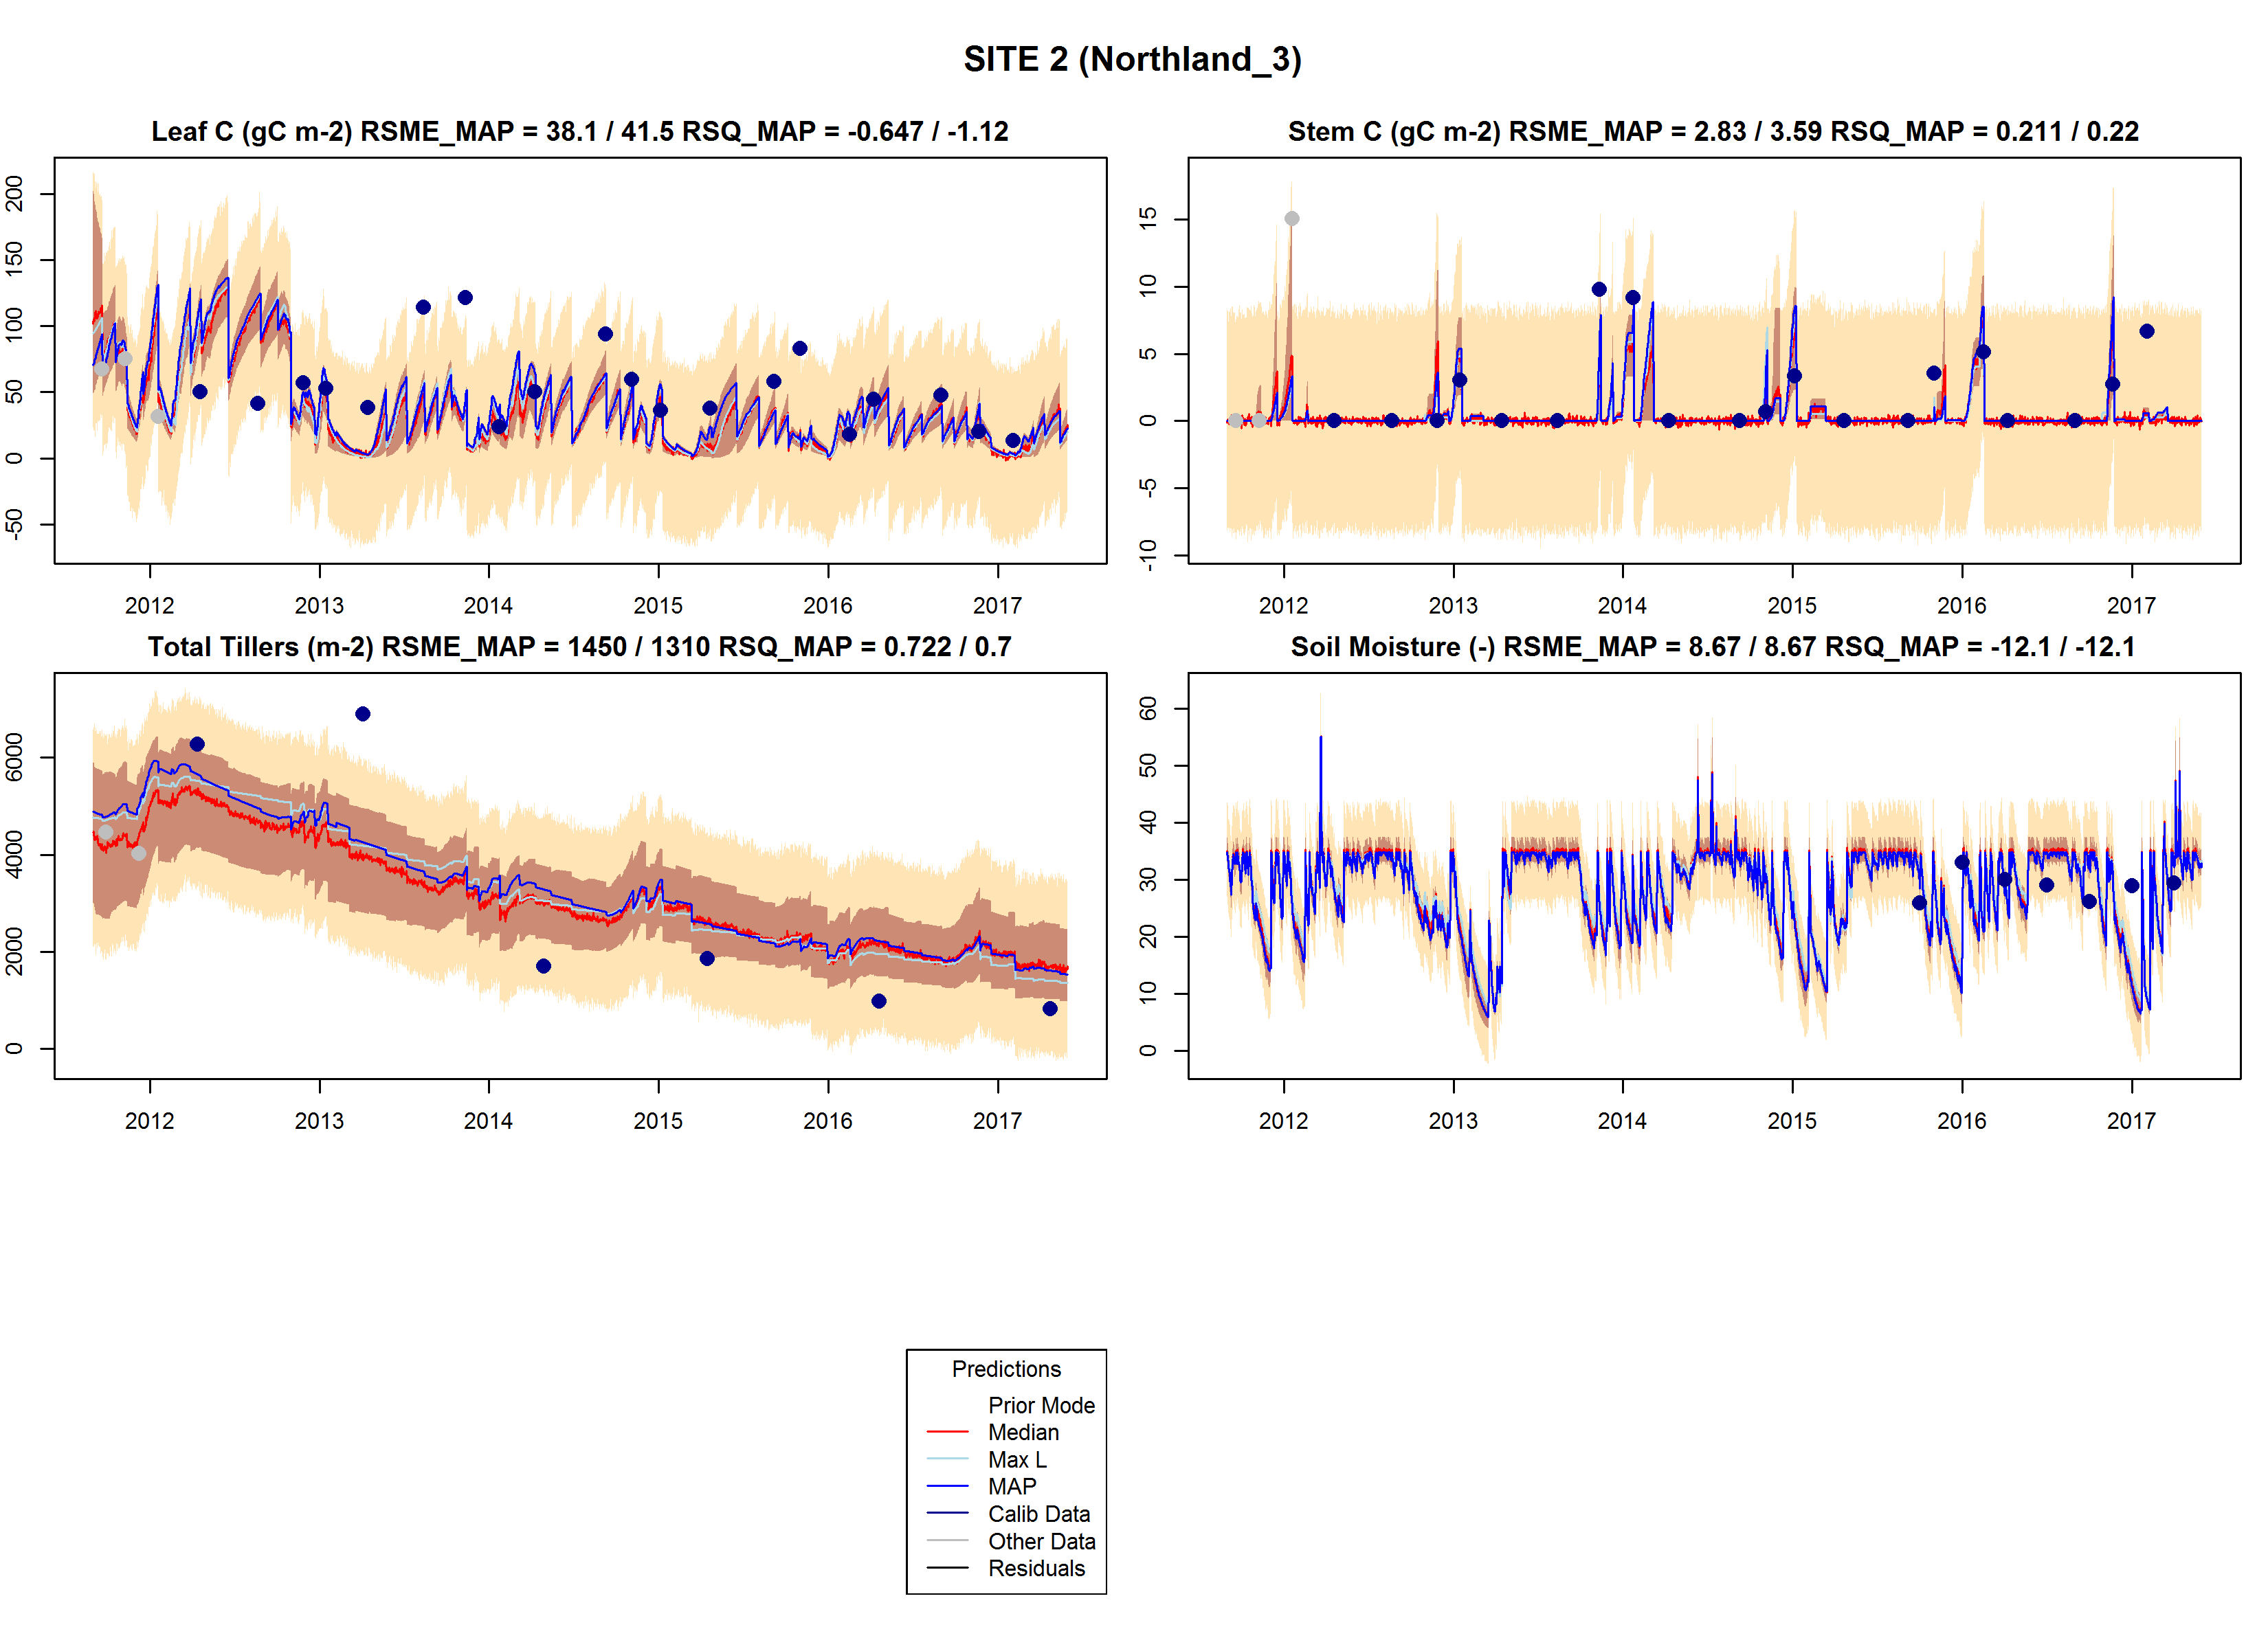 SITE 2 (Northland_3)
Leaf C (gC m-2) RSME_MAP = 38.1 / 41.5 RSQ_MAP = -0.647 / -1.12
200
150
100
50
0
-50
2012 2013 2014 2015 2016 2017
Stem C (gC m-2) RSME_MAP = 2.83 / 3.59 RSQ_MAP = 0.211 / 0.22
15
10
5
0
-5
-10
2012 2013 2014 2015 2016 2017
Total Tillers (m-2) RSME_MAP = 1450 / 1310 RSQ_MAP = 0.722 / 0.7
6000
4000
2000
0
2012 2013 2014 2015 2016 2017
Soil Moisture (-) RSME_MAP = 8.67 / 8.67 RSQ_MAP = -12.1 / -12.1
60
50
40
30
20
10
0
2012 2013 2014 2015 2016 2017
Predictions
Prior Mode
Median
Max L
MAP
Calib Data
Other Data
Residuals